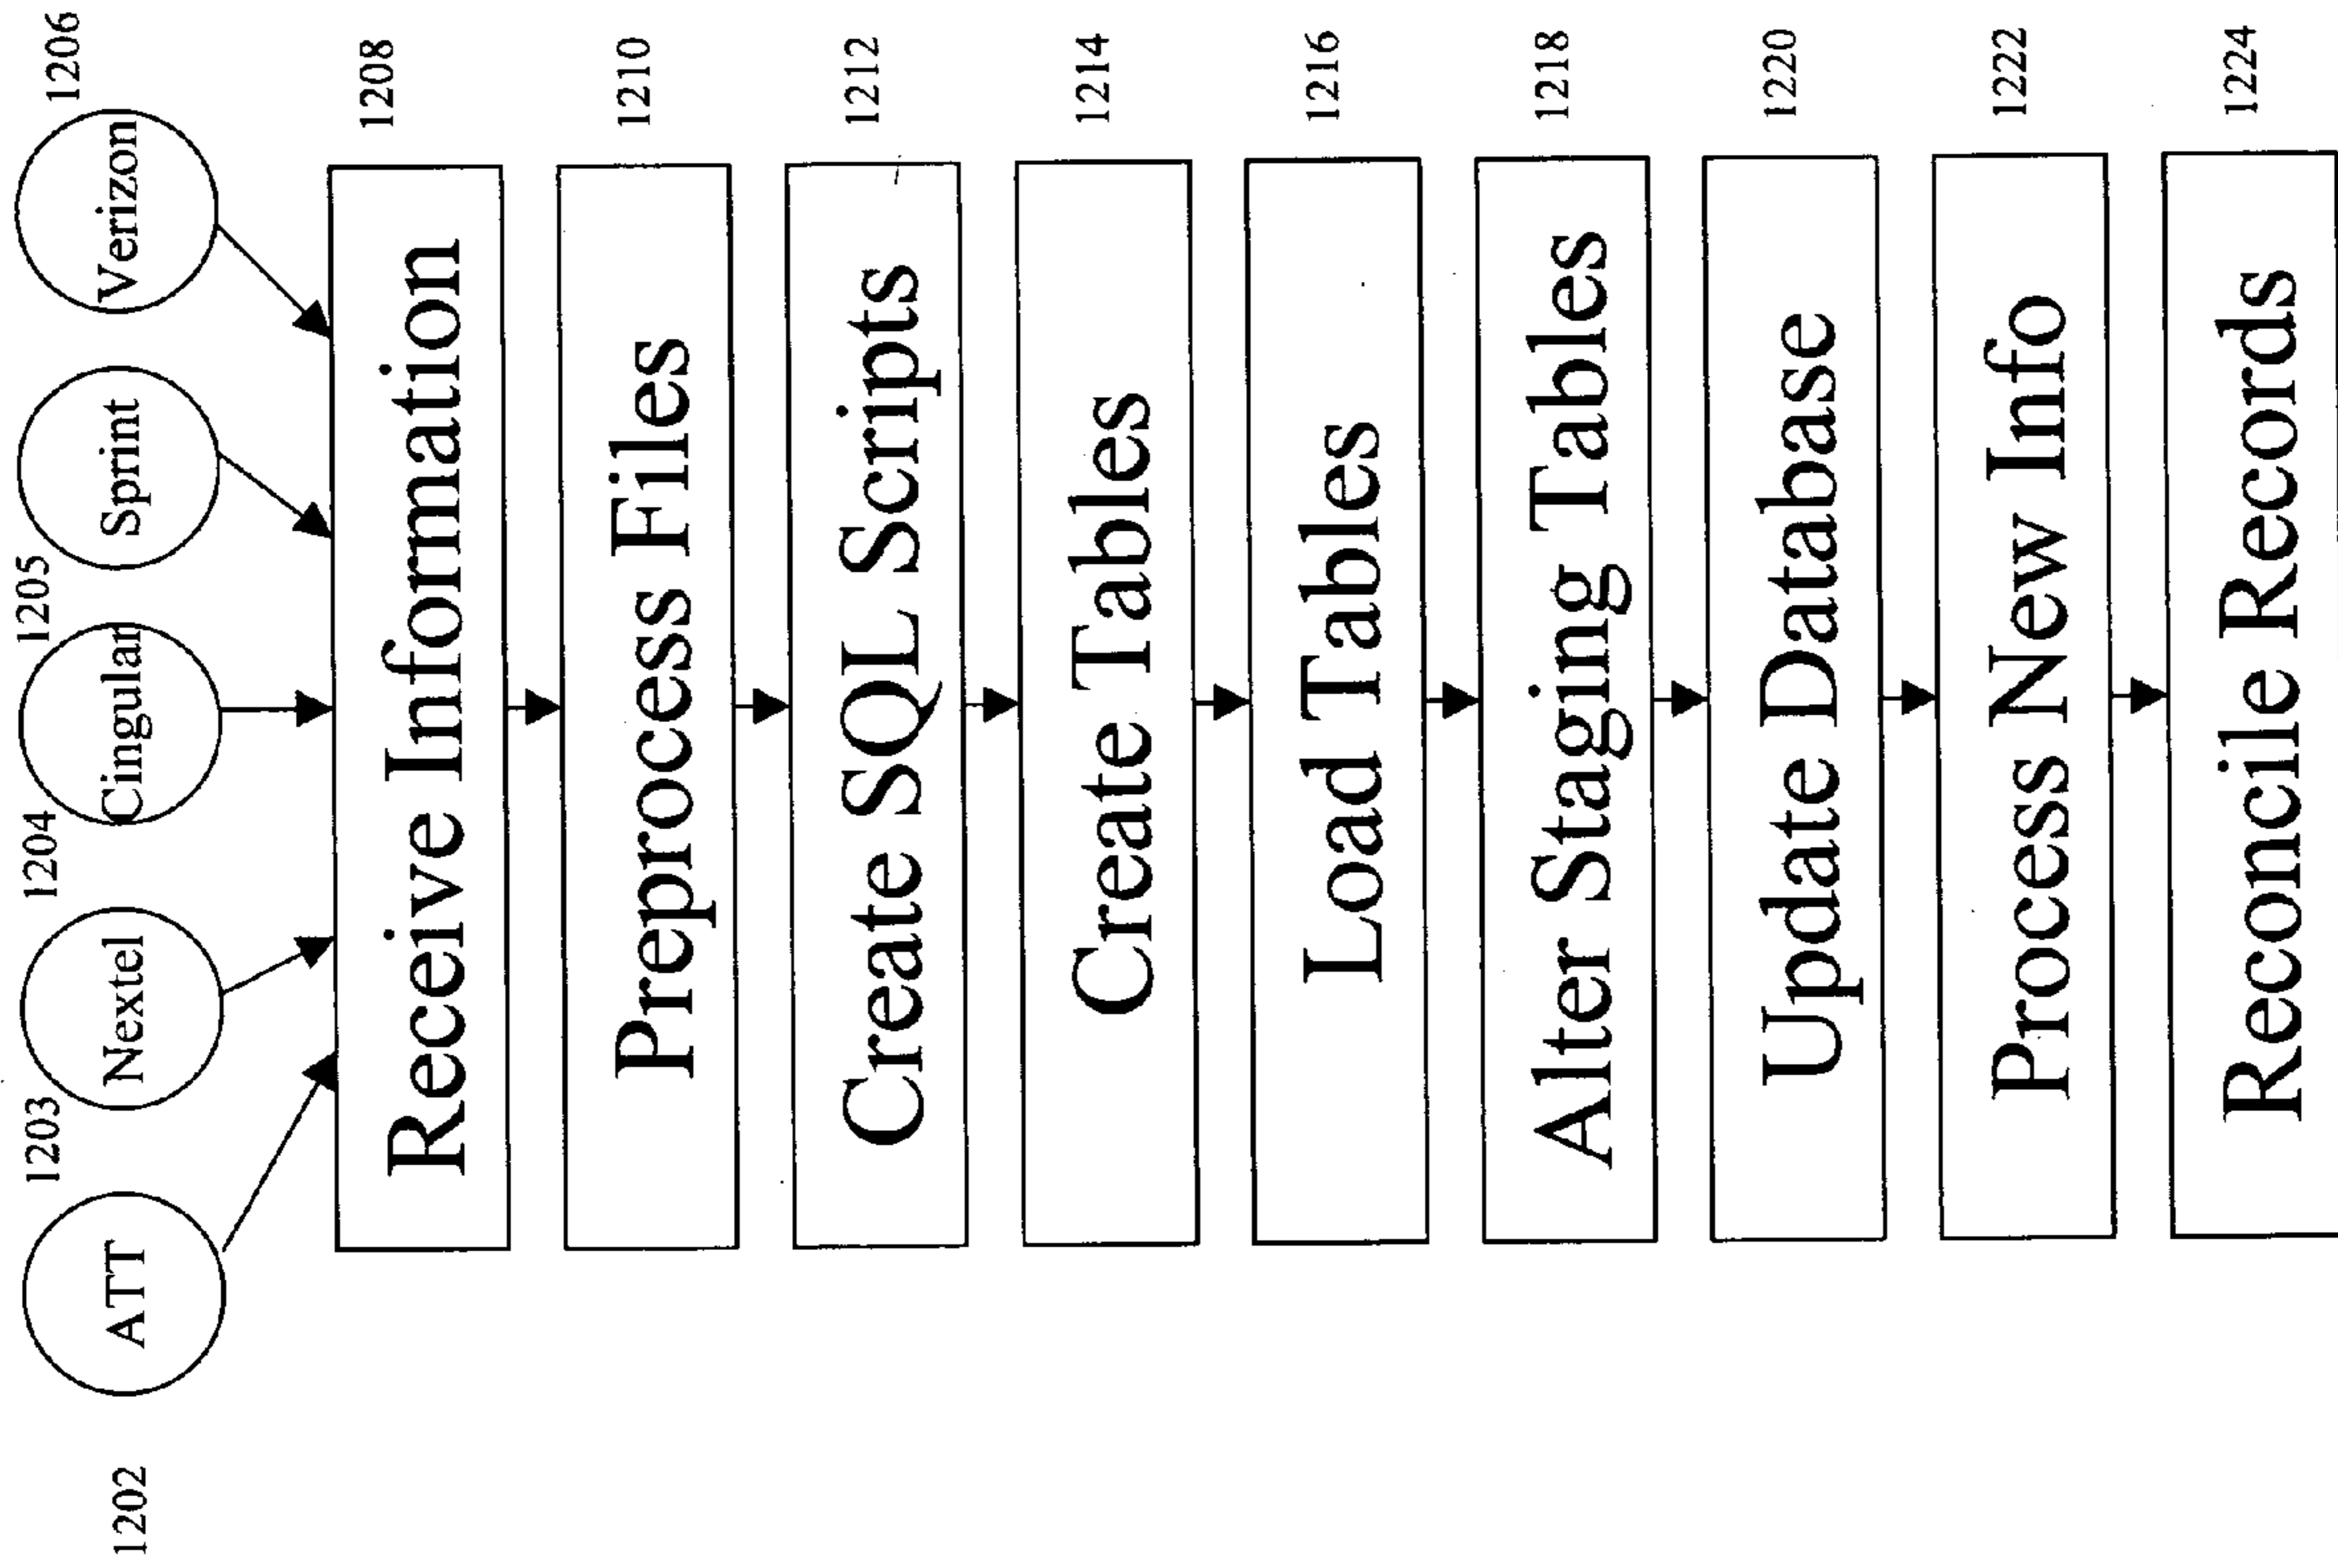 1202
ATT
1203
Nextel
1204
Cingular
1205
Sprint
1206
Verizon
Receive Information
1208
Preprocess Files
1210
Create SQL Scripts
1212
Create Tables
1214
Load Tables
1216
Alter Staging Tables
1218
Update Database
1220
Process New Info
1222
Reconcile Records
1224